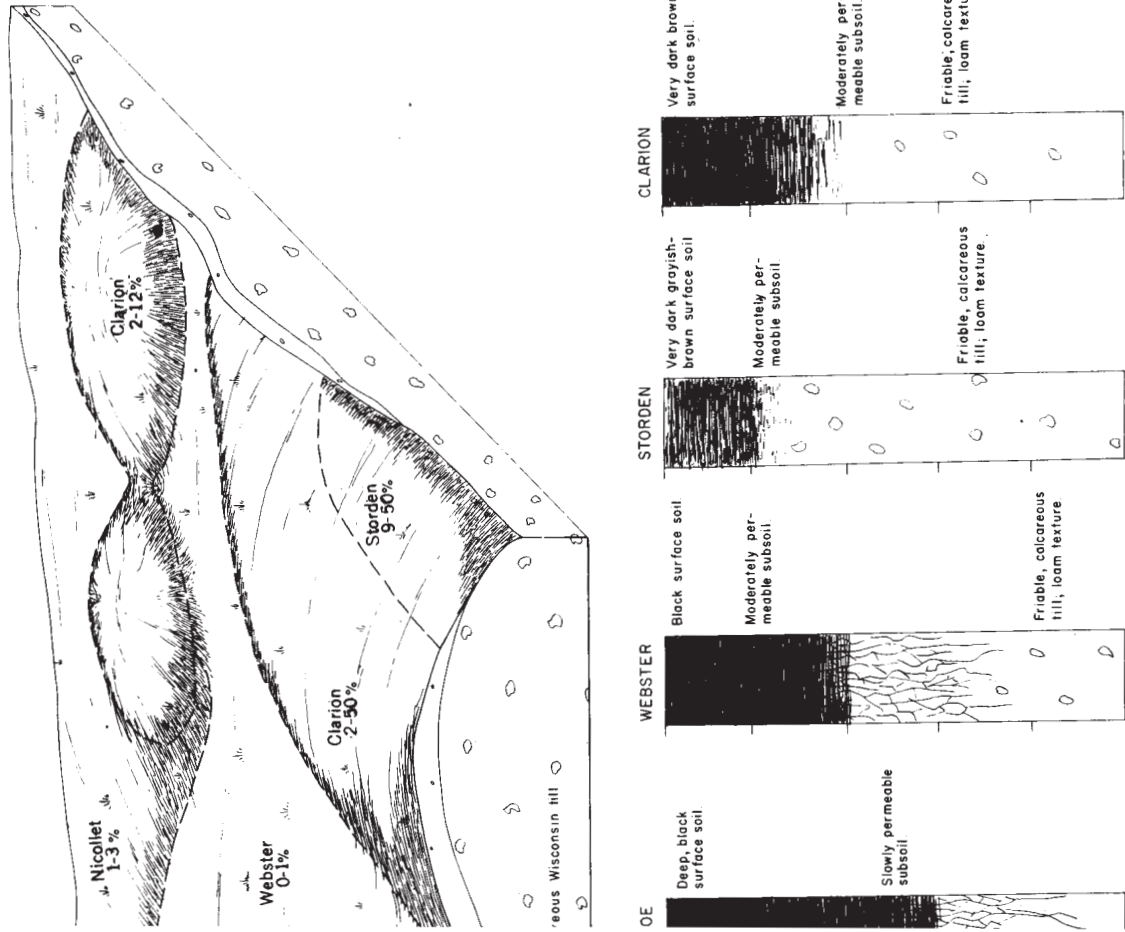 Clarion
2-12%
Nicollet
1-3%
Storden
9-50%
Clarion
2-50%
Webster
0-1%
reous Wisconsin till
CLARION
Very dark brown
surface soil.
Moderately per-
meable subsoil.
Friable, calcare
till; loam textu
STORDEN
Very dark grayish-
brown surface soil
Moderately per-
meable subsoil.
Friable, calcareous
till; loam texture.
WEBSTER
Black surface soil.
Moderately per-
meable subsoil
Friable, calcareous
till; loam texture
OE
Deep, black
surface soil.
Slowly permeable
subsoil.